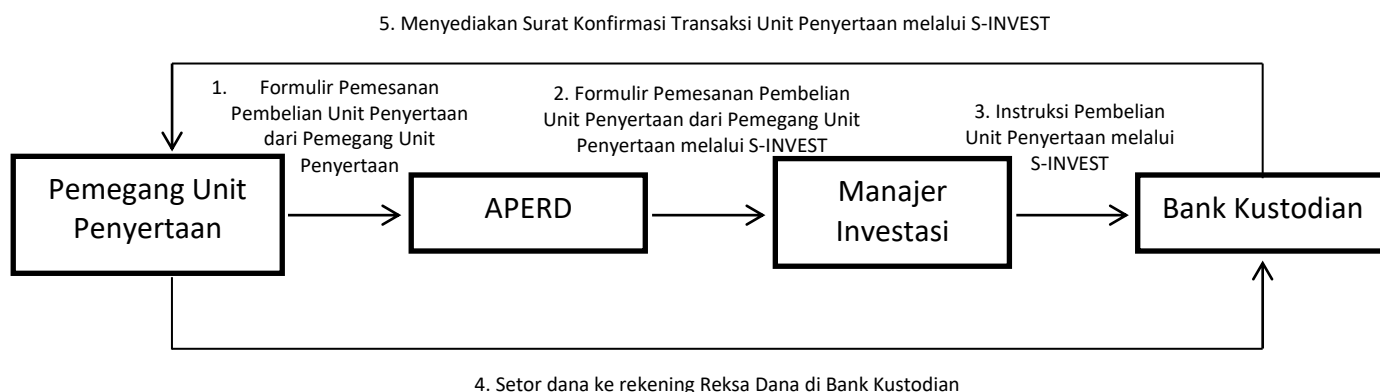 5. Menyediakan Surat Konfirmasi Transaksi Unit Penyertaan melalui S-INVEST
1. Formulir Pemesanan
Pembelian Unit Penyertaan
dari Pemegang Unit
Penyertaan
2. Formulir Pemesanan Pembelian
Unit Penyertaan dari Pemegang Unit
Penyertaan melalui S-INVEST
3. Instruksi Pembelian
Unit Penyertaan melalui
S-INVEST
Pemegang Unit
Penyertaan
APERD
Manajer
Investasi
Bank Kustodian
4. Setor dana ke rekening Reksa Dana di Bank Kustodian